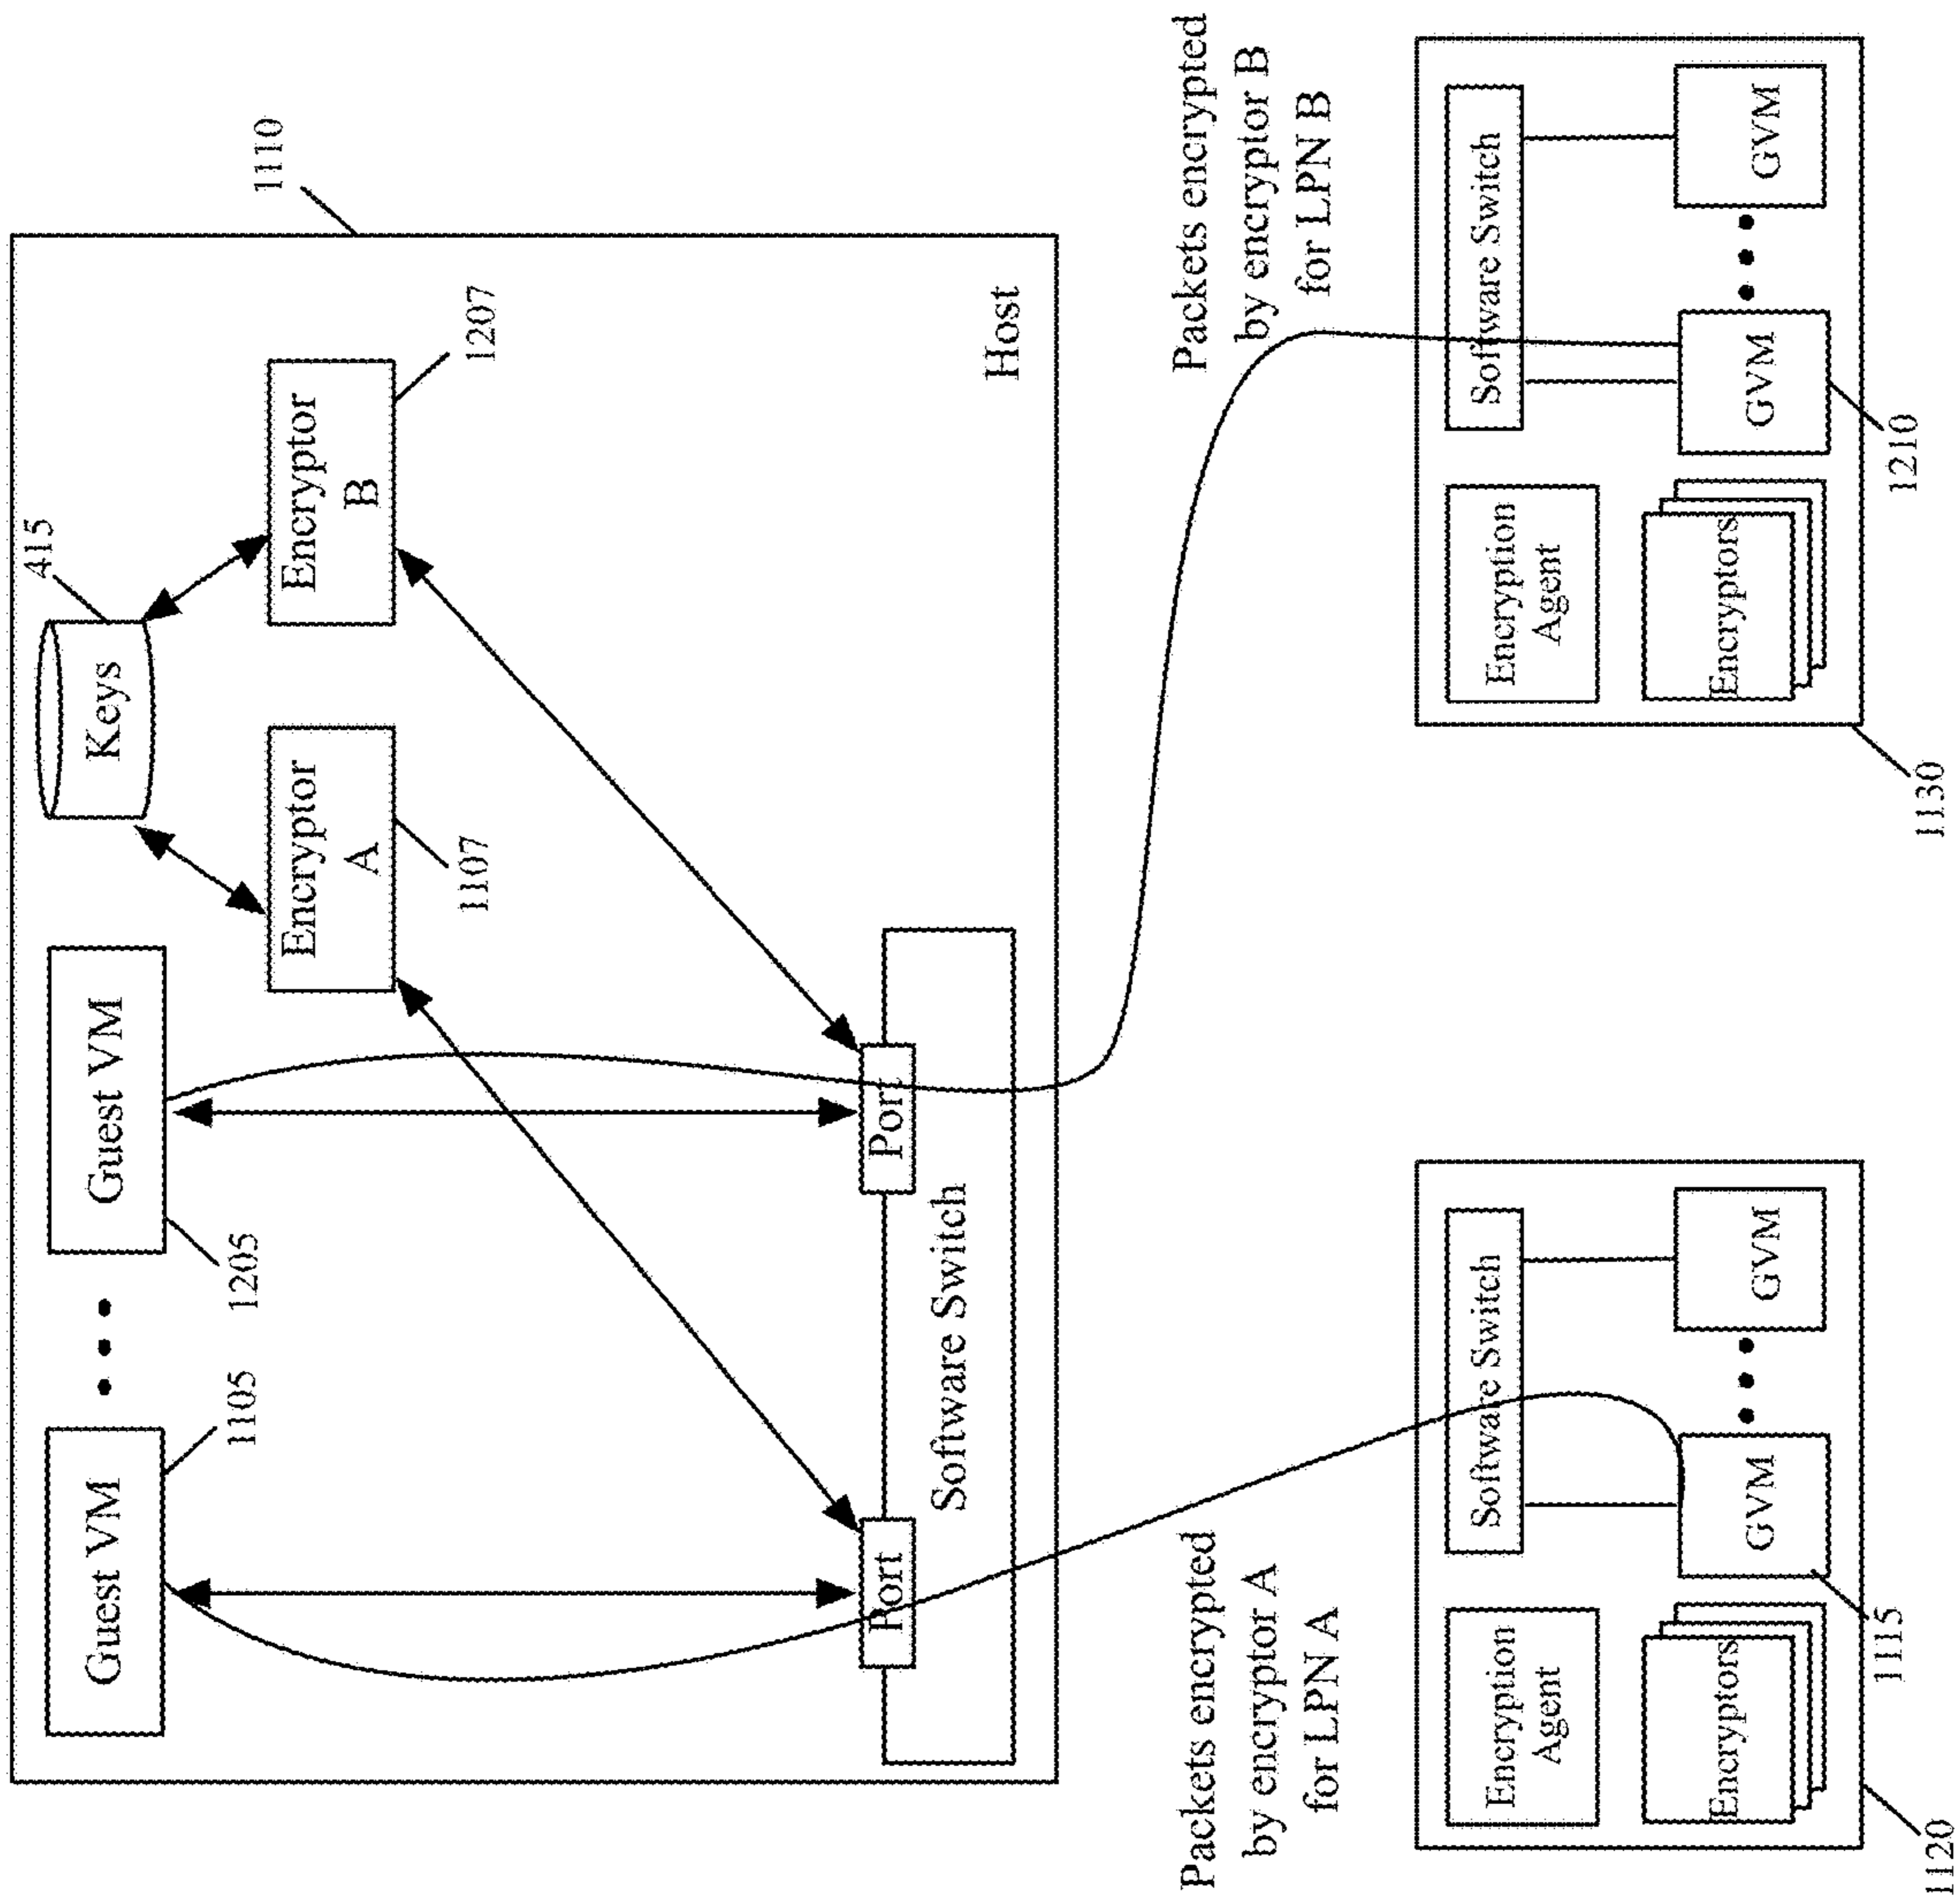 1110
415
Guest VM
Guest VM
Keys
1105
1205
Encryptor
A
Encryptor
B
1107
1207
Port
Port
Software Switch
Host
Packets encrypted
by encryptor A
for LPN A
Packets encrypted
by encryptor B
for LPN B
Encryption
Agent
Software Switch
Encryptors
GVM
GVM
1115
1120
Encryption
Agent
Software Switch
Encryptors
GVM
GVM
1210
1130